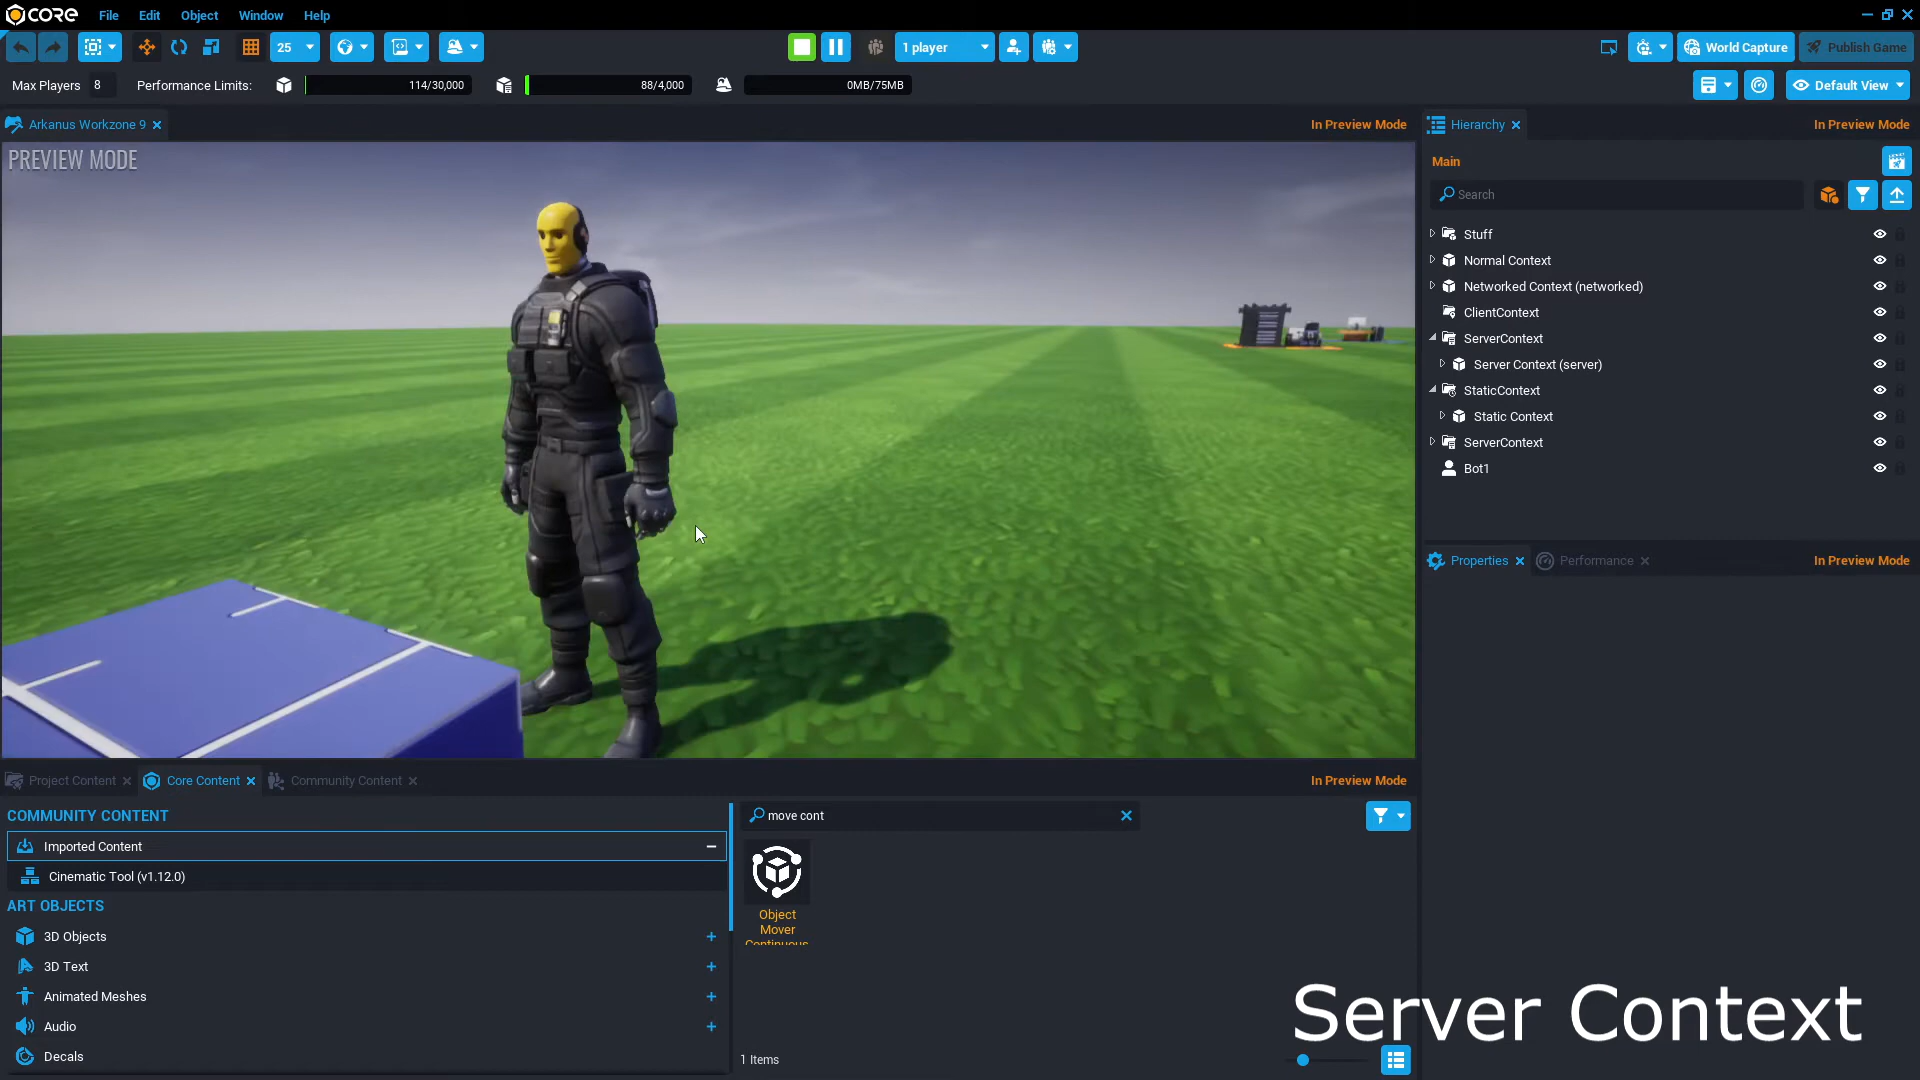 CORE
File
Edit
Object
Window
Help
25
1 player
World Capture
Publish Game
Max Players 8
Performance Limits:
114/30,000
88/4,000
0MB/75MB
Default View
Arkanus Workzone 9
In Preview Mode
PREVIEW MODE
Hierarchy
In Preview Mode
Main
Search
Stuff
Normal Context
Networked Context (networked)
ClientContext
ServerContext
Server Context (server)
StaticContext
Static Context
ServerContext
Bot1
Properties
Performance
In Preview Mode
Project Content
Core Content
Community Content
In Preview Mode
COMMUNITY CONTENT
Imported Content
Cinematic Tool (v1.12.0)
ART OBJECTS
3D Objects
3D Text
Animated Meshes
Audio
Decals
move cont
Object
Mover
Continuous
1 Items
Server Context